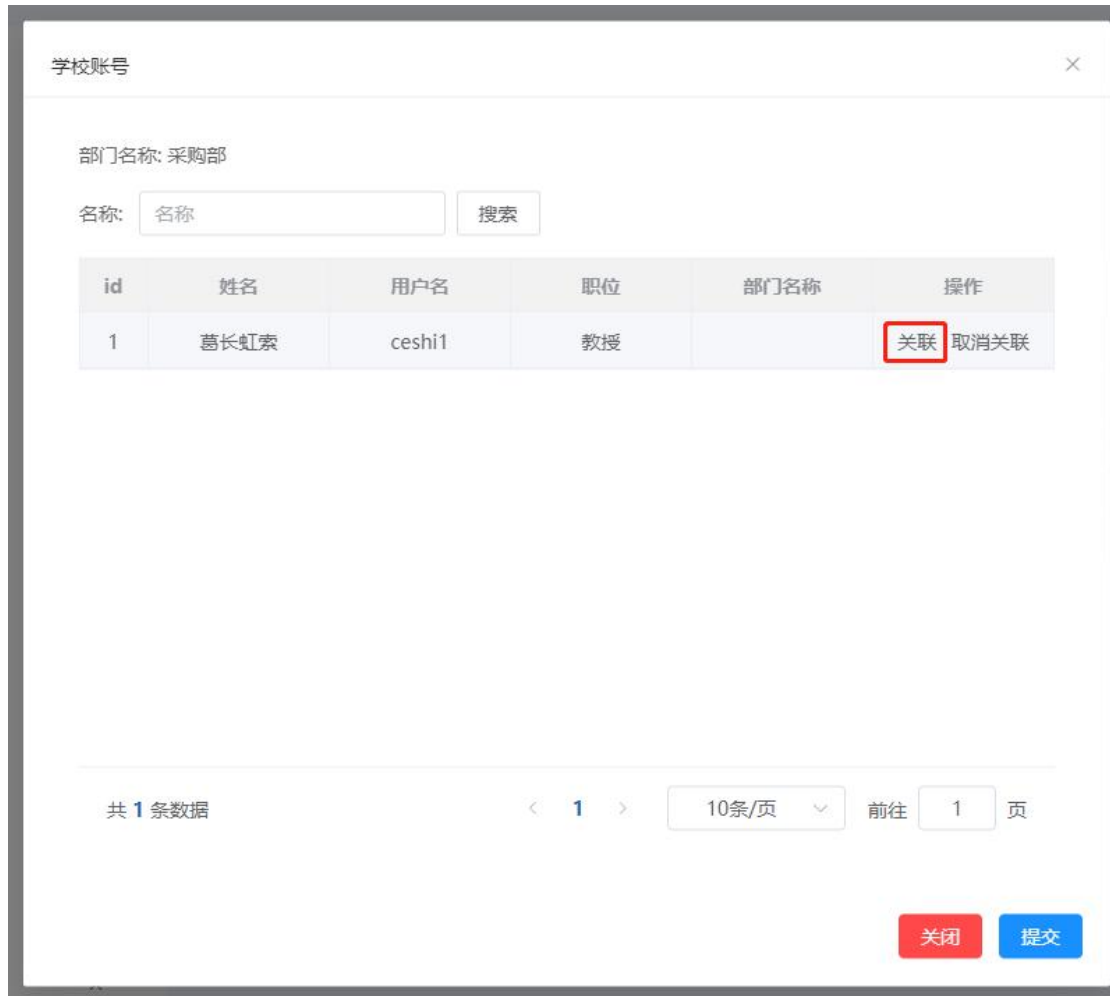 学校账号
部门名称: 采购部
名称: 名称 搜索
id 姓名 用户名 职位 部门名称 操作
1 葛长虹索 ceshi1 教授 关联 取消关联
共 1 条数据 1 10条/页 前往 1 页
关闭 提交